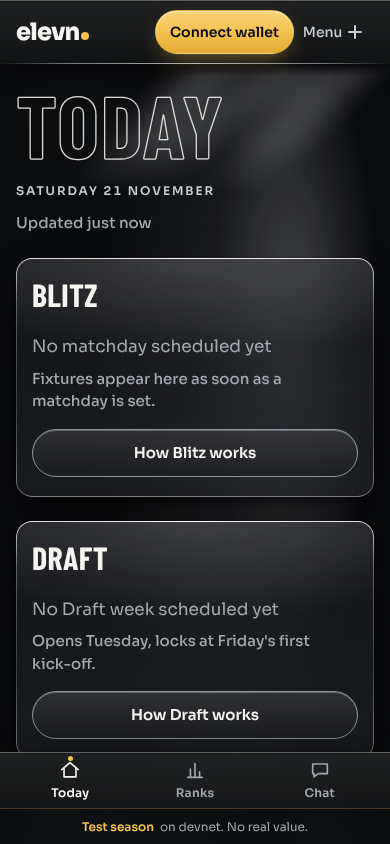 elevn.
Connect wallet
Menu
TODAY
SATURDAY 21 NOVEMBER
Updated just now
BLITZ
No matchday scheduled yet
Fixtures appear here as soon as a
matchday is set.
How Blitz works
DRAFT
No Draft week scheduled yet
Opens Tuesday, locks at Friday's first
kick-off.
How Draft works
Today
Ranks
Chat
Test season on devnet. No real value.